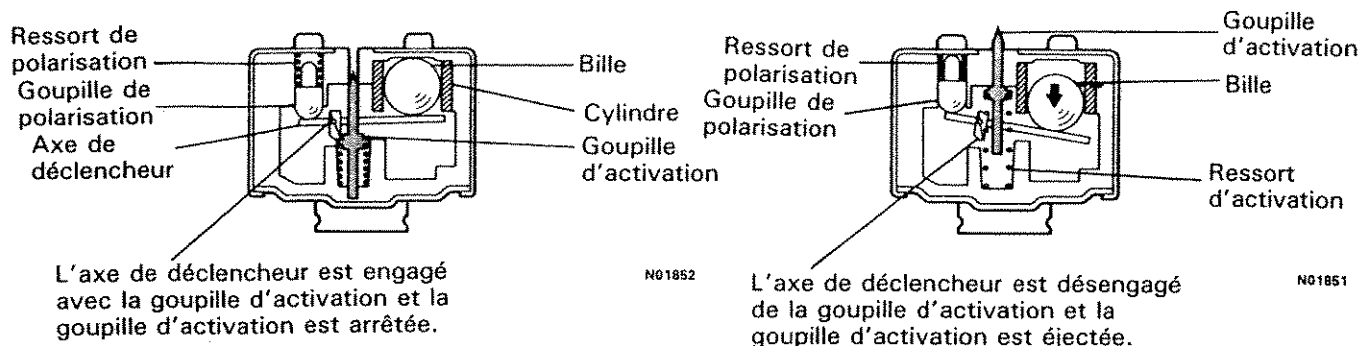 Ressort de
polarisation
Goupille de
polarisation
Axe de
déclencheur
Bille
Cylindre
Goupille
d'activation
L'axe de déclencheur est engagé
avec la goupille d'activation et la
goupille d'activation est arrêtée.
N01852
Ressort de
polarisation
Goupille de
polarisation
Goupille
d'activation
Bille
Ressort
d'activation
L'axe de déclencheur est désengagé
de la goupille d'activation et la
goupille d'activation est éjectée.
N01851